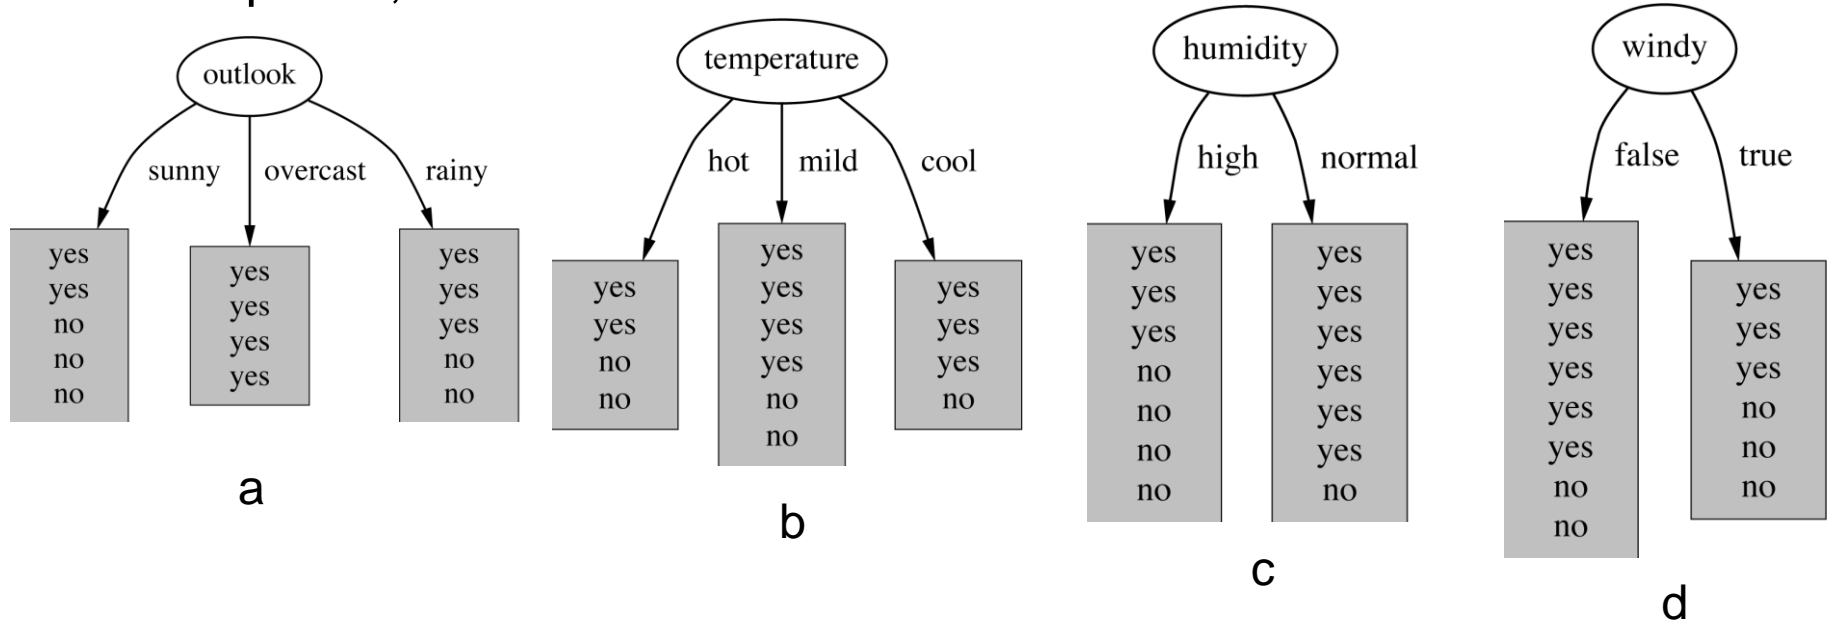 outlook
sunny
overcast
rainy
yes
yes
no
no
no
yes
yes
yes
yes
yes
yes
yes
no
no
a
temperature
hot
mild
cool
yes
yes
no
no
yes
yes
yes
yes
no
no
yes
yes
yes
no
b
humidity
high
normal
yes
yes
yes
no
no
no
no
yes
yes
yes
yes
yes
yes
no
c
windy
false
true
yes
yes
yes
yes
yes
yes
no
no
yes
yes
yes
no
no
no
d